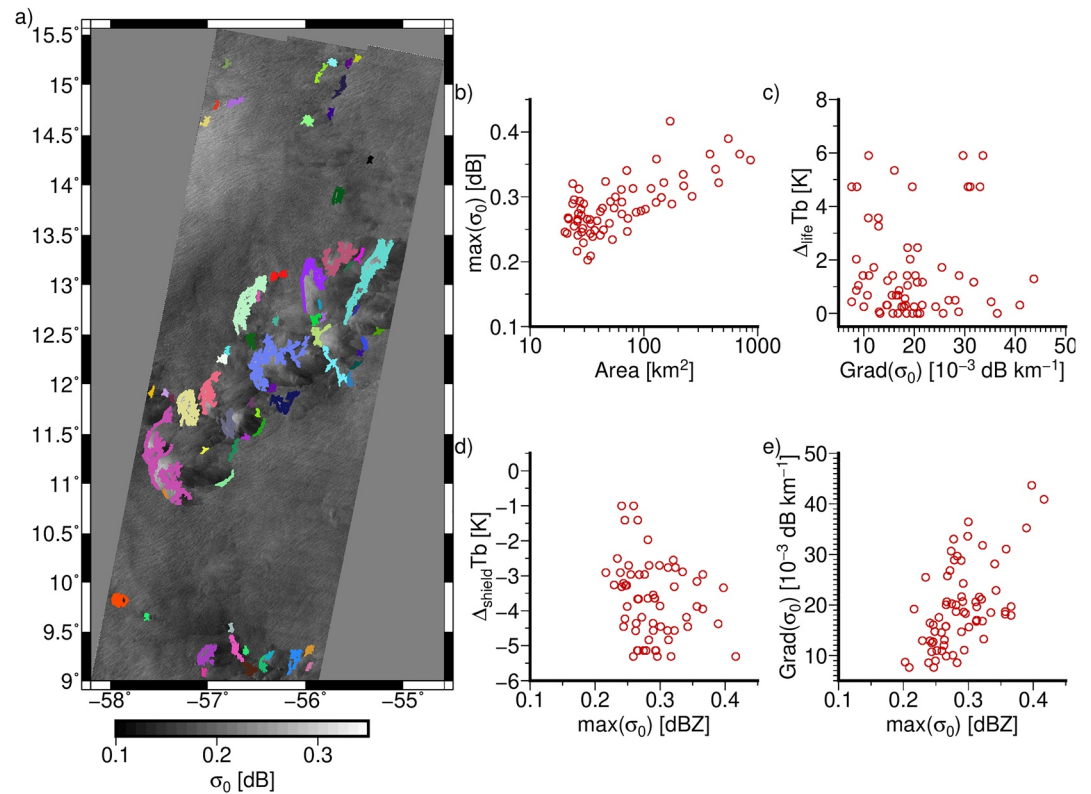 a)
15.5°
15°
14.5°
14°
13.5°
13°
12.5°
12°
11.5°
11°
10.5°
10°
9.5°
9°
−58° −57° −56° −55°
0.1 0.2 0.3
σ₀ [dB]
b)
max(σ₀) [dB]
0.4
0.3
0.2
0.1
10 100 1000
Area [km²]
c)
Δlife Tb [K]
8
6
4
2
0
5 10 20 30 40 50
Grad(σ₀) [10⁻³ dB km⁻¹]
d)
Δshield Tb [K]
0
−1
−2
−3
−4
−5
−6
0.1 0.2 0.3 0.4
max(σ₀) [dBZ]
e)
Grad(σ₀) [10⁻³ dB km⁻¹]
50
40
30
20
10
0.1 0.2 0.3 0.4
max(σ₀) [dBZ]